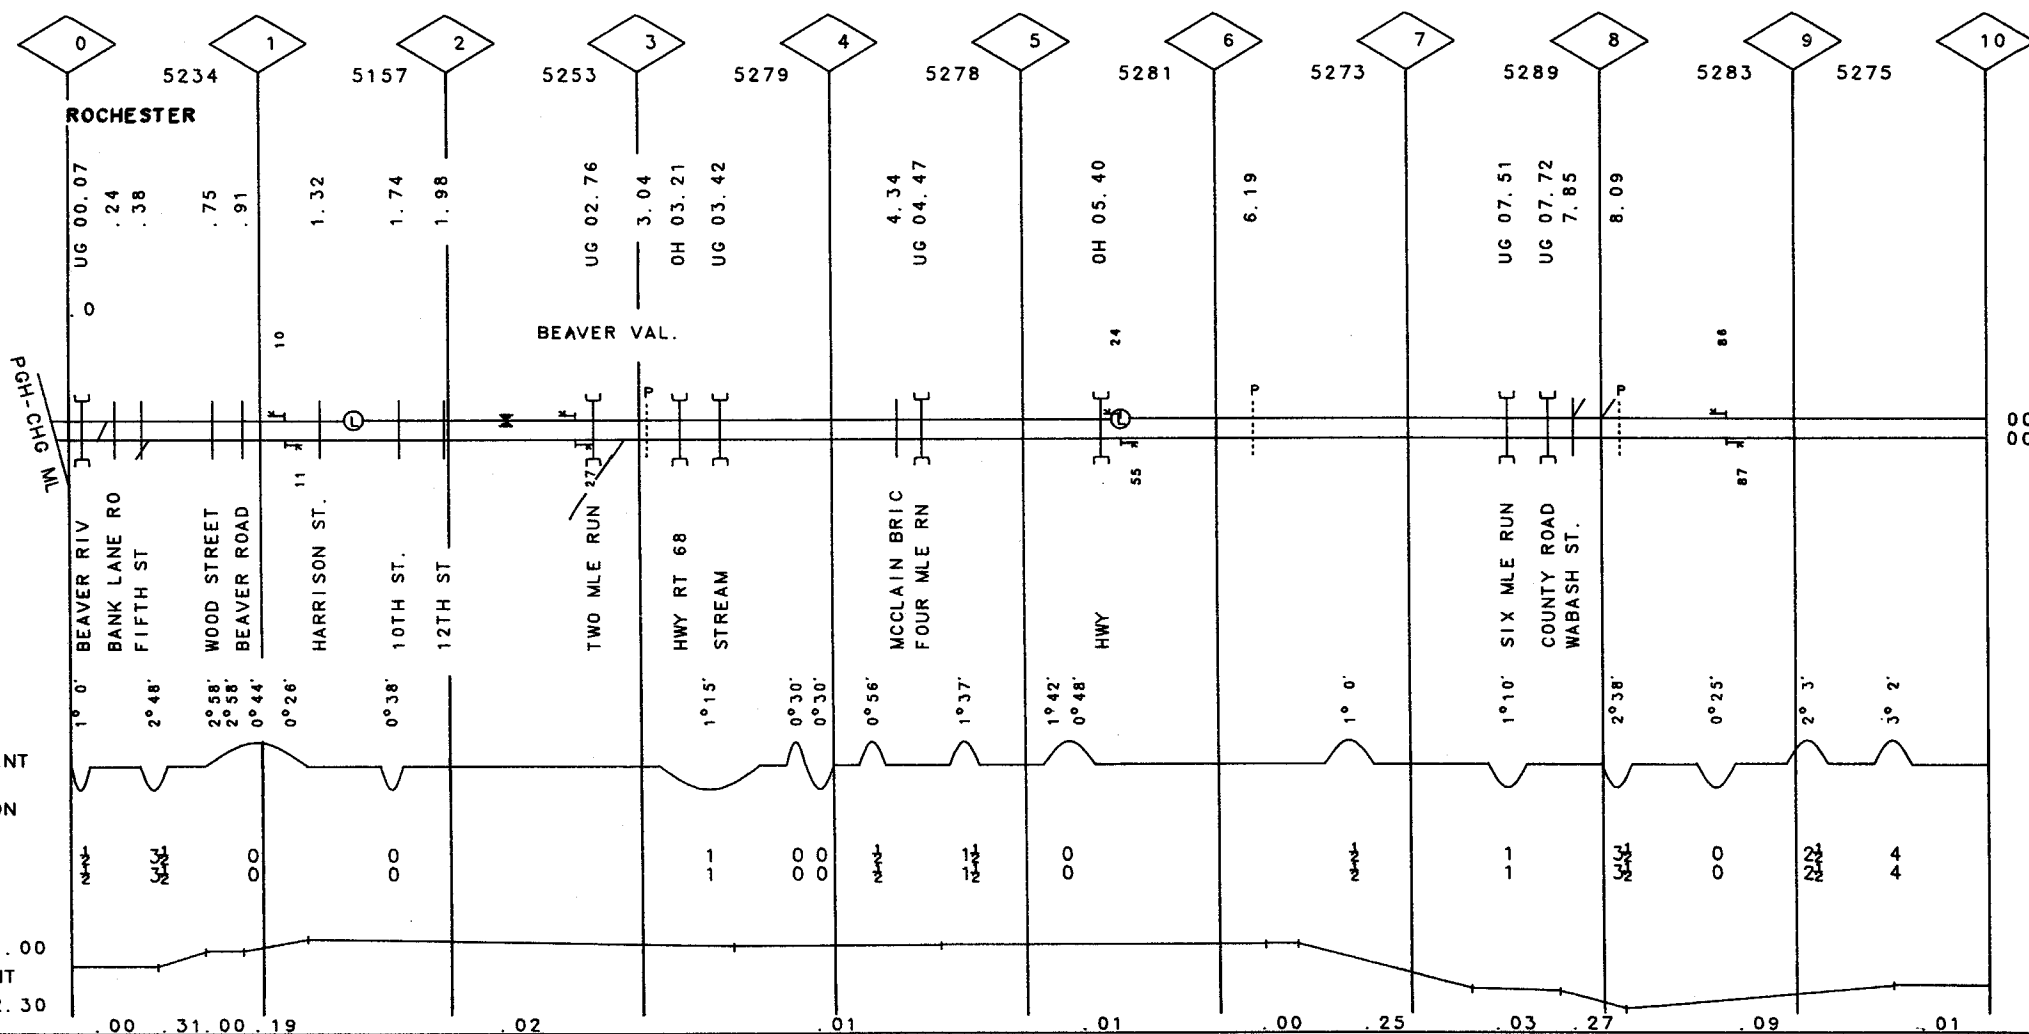 0 1 2 3 4 5 6 7 8 9 10
5234 5157 5253 5279 5278 5281 5273 5289 5283 5275
ROCHESTER
UG 00.07
.24
.38
.75
.91
1.32
1.74
1.98
UG 02.76
3.04
OH 03.21
UG 03.42
4.34
UG 04.47
OH 05.40
6.19
UG 07.51
UG 07.72
7.85
8.09
.0
BEAVER VAL.
10 24 86
PGH-CHG ML
P P P
L L
00
00
11 27 55 87
BEAVER RIV
BANK LANE RO
FIFTH ST
WOOD STREET
BEAVER ROAD
HARRISON ST.
10TH ST.
12TH ST
TWO MLE RUN
HWY RT 68
STREAM
MCCLAIN BRIC
FOUR MLE RN
HWY
SIX MLE RUN
COUNTY ROAD
WABASH ST.
1° 0'
2°48'
2°58'
2°58'
0°44'
0°26'
0°38'
1°15'
0°30'
0°30'
0°56'
1°37'
1°42'
0°48'
1° 0'
1°10'
2°38'
0°25'
2° 3'
3° 2'
NT
ON
½ 3½ 0 0 1 0 0 ½ 1½ 0 ½ 1 3½ 0 2½ 4
½ 3½ 0 0 1 0 0 ½ 1½ 0 ½ 1 3½ 0 2½ 4
.00
NT
2.30
.00 .31 .00 .19 .02 .01 .01 .00 .25 .03 .27 .09 .01